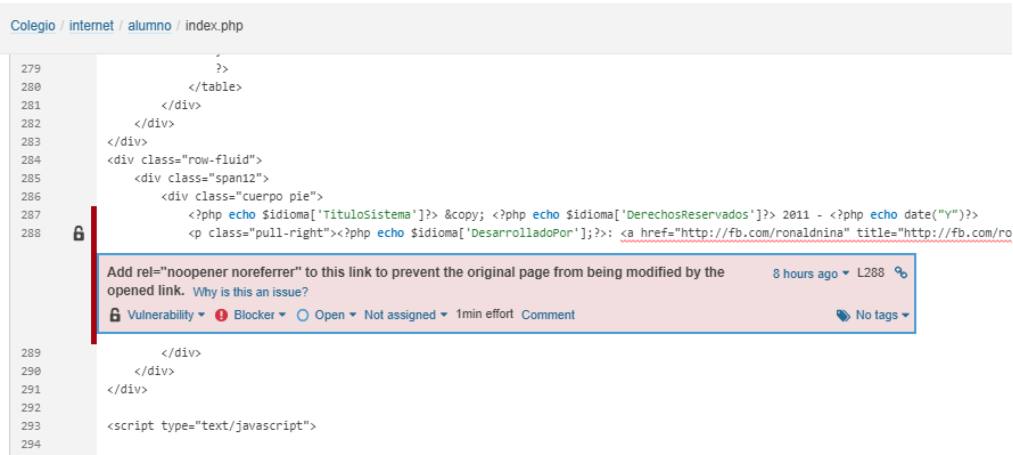 Colegio / internet / alumno / index.php
279 ?>
280 </table>
281 </div>
282 </div>
283 </div>
284 <div class="row-fluid">
285 <div class="span12">
286 <div class="cuerpo pie">
287 <?php echo $idioma['TituloSistema']?> &copy; <?php echo $idioma['DerechosReservados']?> 2011 - <?php echo date("Y")?>
288 <p class="pull-right"><?php echo $idioma['DesarrolladoPor'];?>: <a href="http://fb.com/ronaldnina" title="http://fb.com/ro
Add rel="noopener noreferrer" to this link to prevent the original page from being modified by the 8 hours ago L288
opened link. Why is this an issue?
Vulnerability Blocker Open Not assigned 1min effort Comment No tags
289 </div>
290 </div>
291 </div>
292
293 <script type="text/javascript">
294